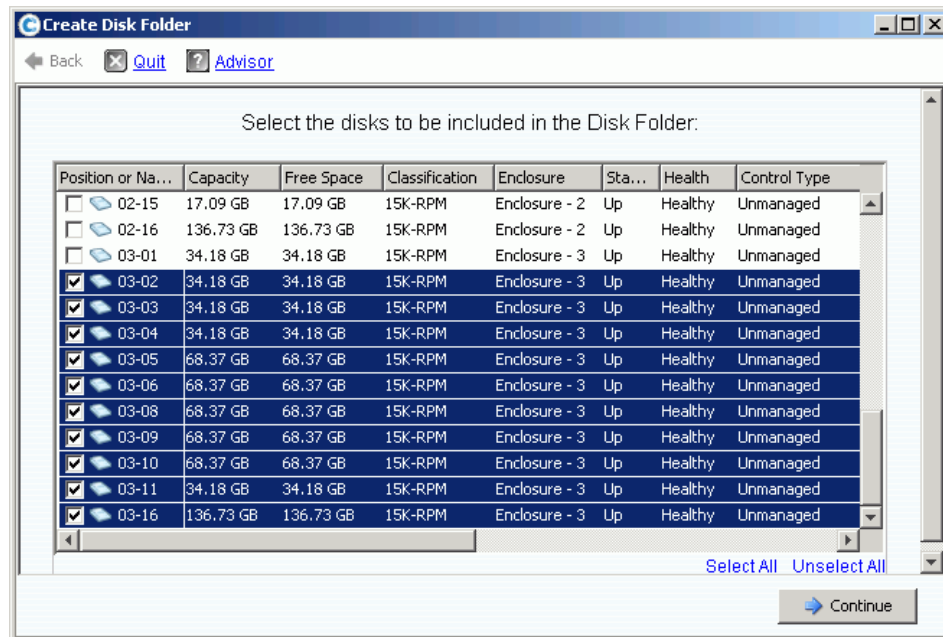 Create Disk Folder
Back Quit Advisor
Select the disks to be included in the Disk Folder:
Position or Na... Capacity Free Space Classification Enclosure Sta... Health Control Type
02-15 17.09 GB 17.09 GB 15K-RPM Enclosure - 2 Up Healthy Unmanaged
02-16 136.73 GB 136.73 GB 15K-RPM Enclosure - 2 Up Healthy Unmanaged
03-01 34.18 GB 34.18 GB 15K-RPM Enclosure - 3 Up Healthy Unmanaged
03-02 34.18 GB 34.18 GB 15K-RPM Enclosure - 3 Up Healthy Unmanaged
03-03 34.18 GB 34.18 GB 15K-RPM Enclosure - 3 Up Healthy Unmanaged
03-04 34.18 GB 34.18 GB 15K-RPM Enclosure - 3 Up Healthy Unmanaged
03-05 68.37 GB 68.37 GB 15K-RPM Enclosure - 3 Up Healthy Unmanaged
03-06 68.37 GB 68.37 GB 15K-RPM Enclosure - 3 Up Healthy Unmanaged
03-08 68.37 GB 68.37 GB 15K-RPM Enclosure - 3 Up Healthy Unmanaged
03-09 68.37 GB 68.37 GB 15K-RPM Enclosure - 3 Up Healthy Unmanaged
03-10 68.37 GB 68.37 GB 15K-RPM Enclosure - 3 Up Healthy Unmanaged
03-11 34.18 GB 34.18 GB 15K-RPM Enclosure - 3 Up Healthy Unmanaged
03-16 136.73 GB 136.73 GB 15K-RPM Enclosure - 3 Up Healthy Unmanaged
Select All Unselect All
Continue